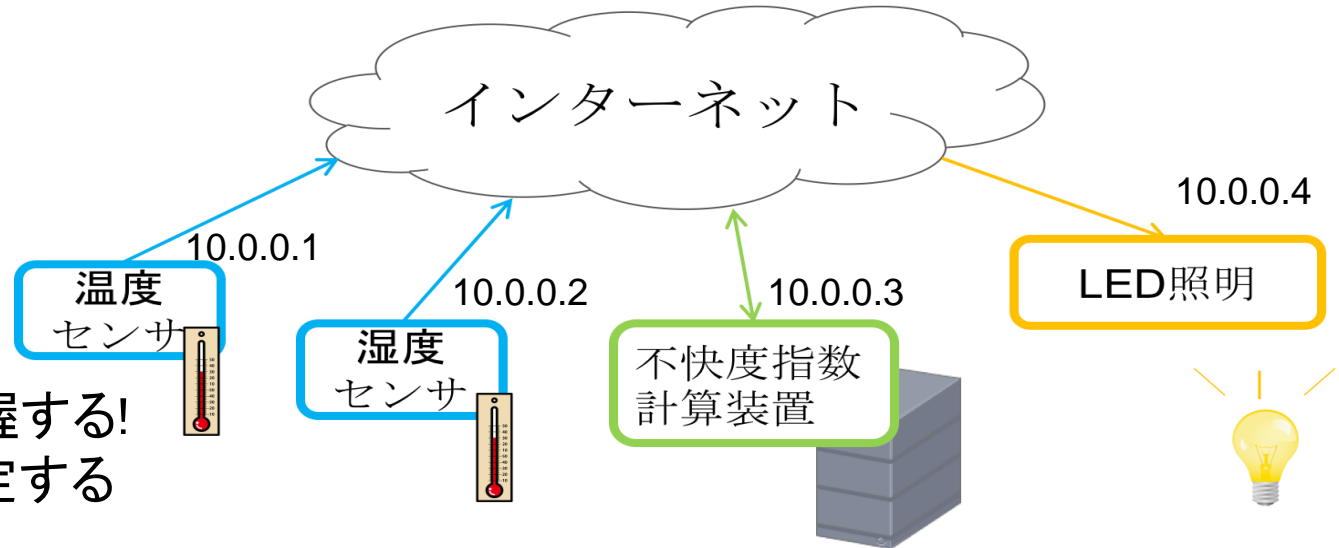 インターネット
10.0.0.4
10.0.0.1
温度
センサ
10.0.0.2
10.0.0.3
LED照明
湿度
センサ
不快度指数
計算装置
握する!
定する